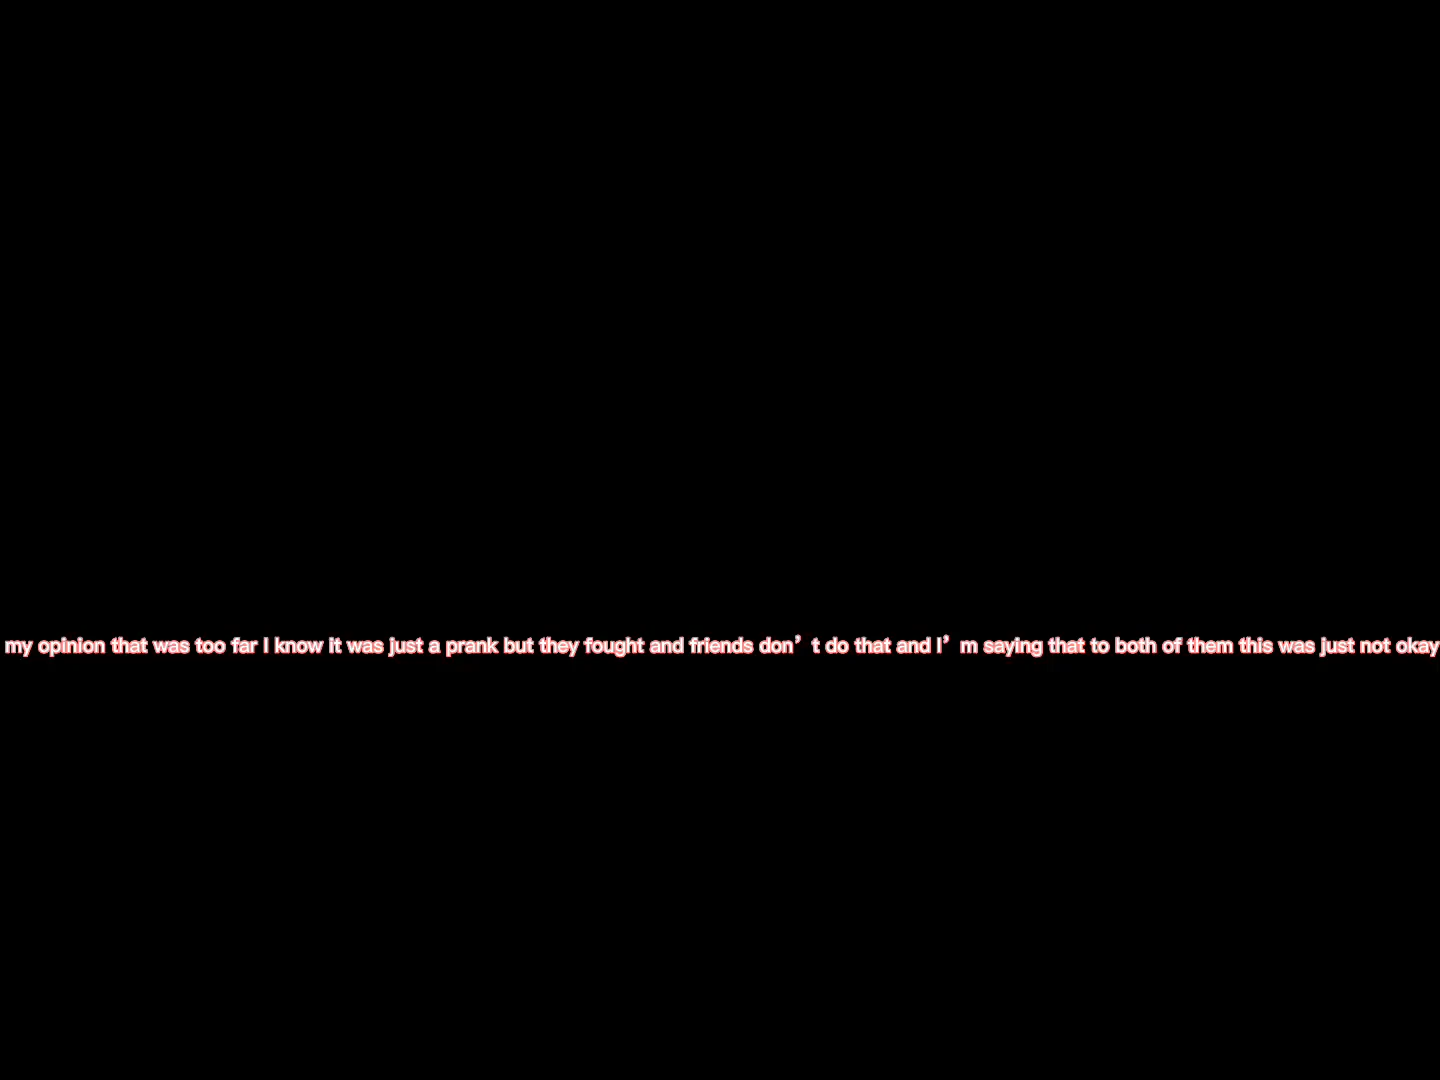 my opinion that was too far I know it was just a prank but they fought and friends don’t do that and I’m saying that to both of them this was just not okay